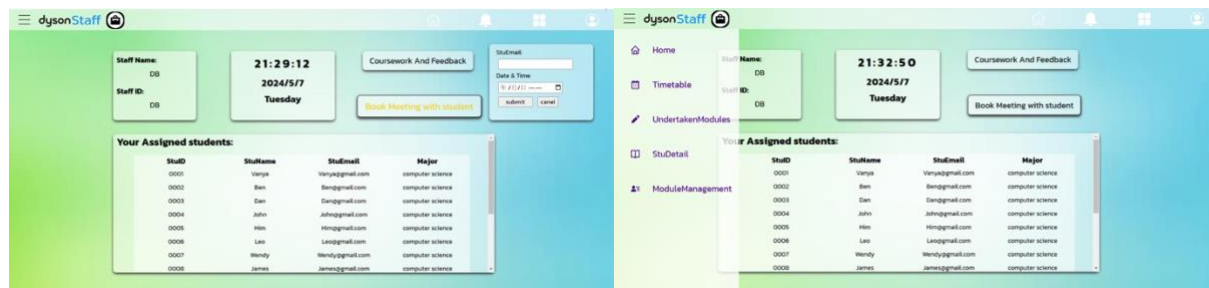 dysonStaff
Staff Name:
DB
Staff ID:
DB
21:29:12
2024/5/7
Tuesday
Coursework And Feedback
Book Meeting with student
StuEmail:
Date & Time
submit canel
Your Assigned students:
StuID StuName StuEmail Major
0001 Vanya Vanya@gmail.com computer science
0002 Ben Ben@gmail.com computer science
0003 Dan Dan@gmail.com computer science
0004 John John@gmail.com computer science
0005 Him Him@gmail.com computer science
0006 Leo Leo@gmail.com computer science
0007 Wendy Wendy@gmail.com computer science
0008 James James@gmail.com computer science
dysonStaff
Home
Timetable
UndertakenModules
StuDetail
ModuleManagement
Staff Name:
DB
Staff ID:
DB
21:32:50
2024/5/7
Tuesday
Coursework And Feedback
Book Meeting with student
Your Assigned students:
StuID StuName StuEmail Major
0001 Vanya Vanya@gmail.com computer science
0002 Ben Ben@gmail.com computer science
0003 Dan Dan@gmail.com computer science
0004 John John@gmail.com computer science
0005 Him Him@gmail.com computer science
0006 Leo Leo@gmail.com computer science
0007 Wendy Wendy@gmail.com computer science
0008 James James@gmail.com computer science